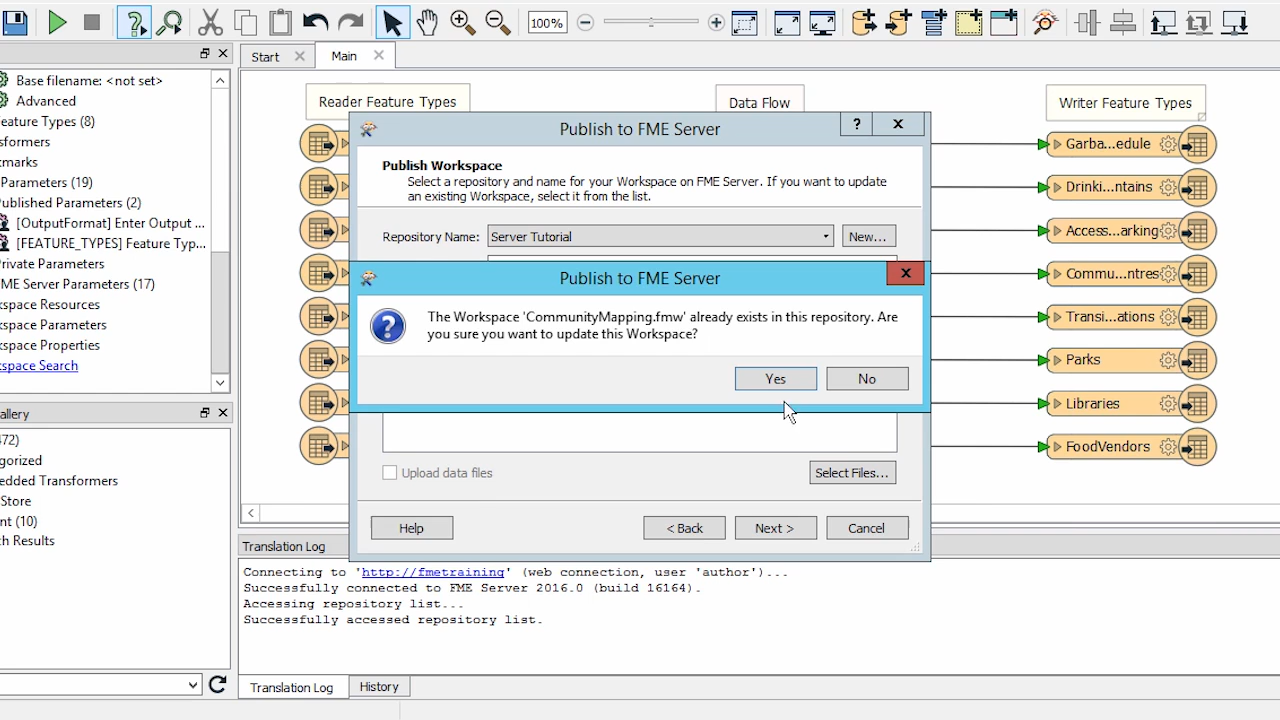 100%
Start
Main
Base filename: <not set>
Advanced
eature Types (8)
sformers
kmarks
Parameters (19)
ublished Parameters (2)
[OutputFormat] Enter Output ...
[FEATURE_TYPES] Feature Typ...
rivate Parameters
ME Server Parameters (17)
kspace Resources
kspace Parameters
kspace Properties
kspace Search
allery
472)
egorized
edded Transformers
Store
nt (10)
ch Results
Reader Feature Types
Data Flow
Writer Feature Types
Garba...edule
Drinki...ntains
Access...arking
Commu...ntres
Transi...ations
Parks
Libraries
FoodVendors
Publish to FME Server
?
Publish Workspace
Select a repository and name for your Workspace on FME Server. If you want to update
an existing Workspace, select it from the list.
Repository Name:
Server Tutorial
New...
Publish to FME Server
The Workspace 'CommunityMapping.fmw' already exists in this repository. Are
you sure you want to update this Workspace?
Yes
No
Upload data files
Select Files...
Help
< Back
Next >
Cancel
Translation Log
Connecting to 'http://fmetraining' (web connection, user 'author')...
Successfully connected to FME Server 2016.0 (build 16164).
Accessing repository list...
Successfully accessed repository list.
Translation Log
History